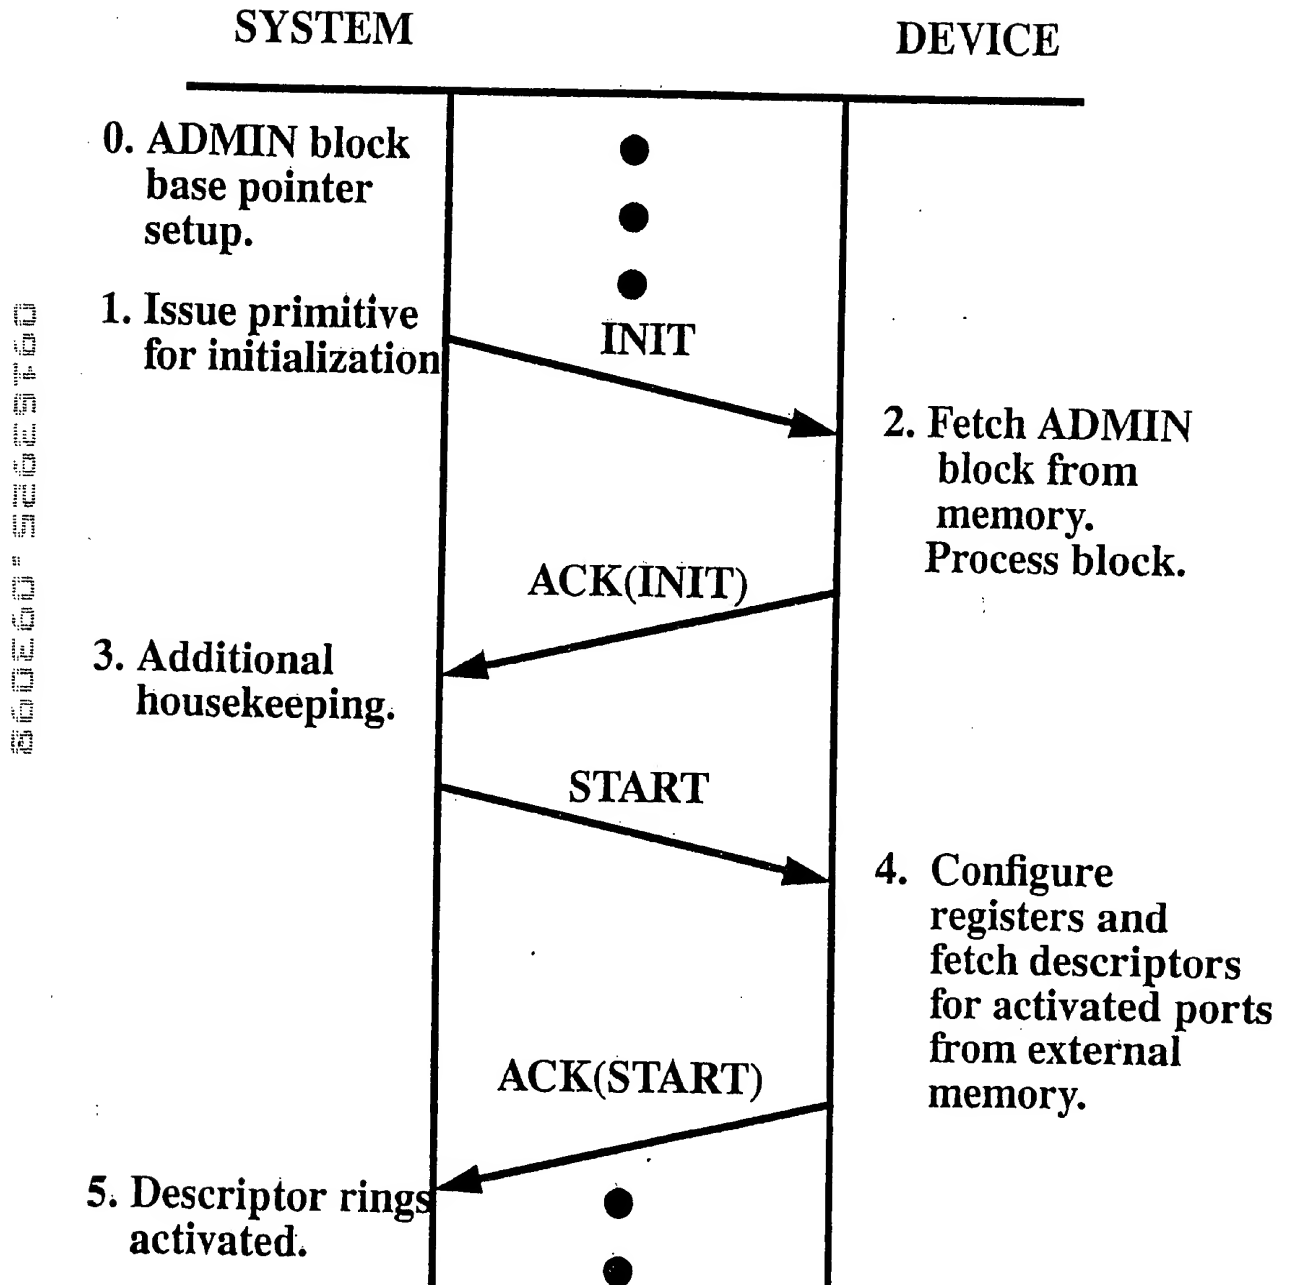 SYSTEM
DEVICE
0. ADMIN block
base pointer
setup.
1. Issue primitive
for initialization
INIT
2. Fetch ADMIN
block from
memory.
Process block.
ACK(INIT)
3. Additional
housekeeping.
START
4. Configure
registers and
fetch descriptors
for activated ports
from external
memory.
ACK(START)
5. Descriptor rings
activated.
09153925.093098